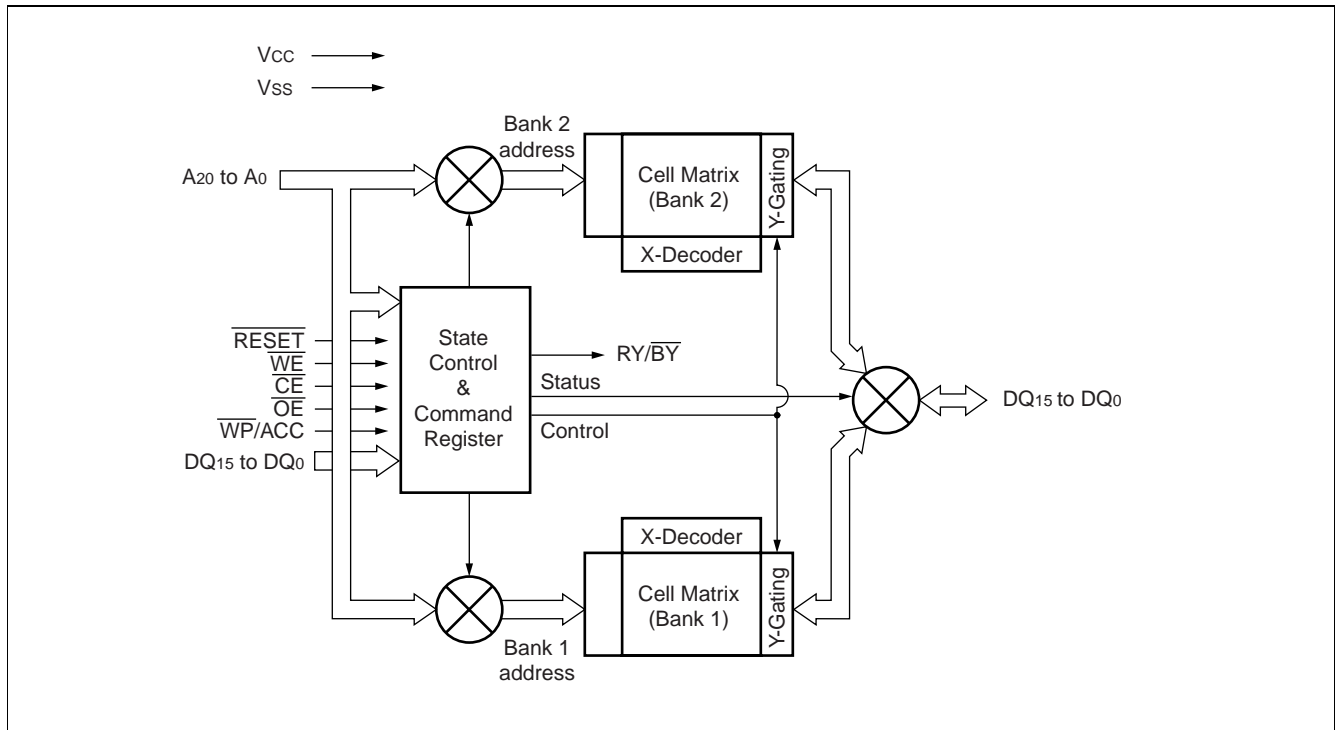 Vcc
Vss
Bank 2
address
A20 to A0
Cell Matrix
(Bank 2)
Y-Gating
X-Decoder
RESET
WE
CE
OE
WP/ACC
DQ15 to DQ0
State
Control
&
Command
Register
RY/BY
Status
Control
DQ15 to DQ0
X-Decoder
Cell Matrix
(Bank 1)
Y-Gating
Bank 1
address